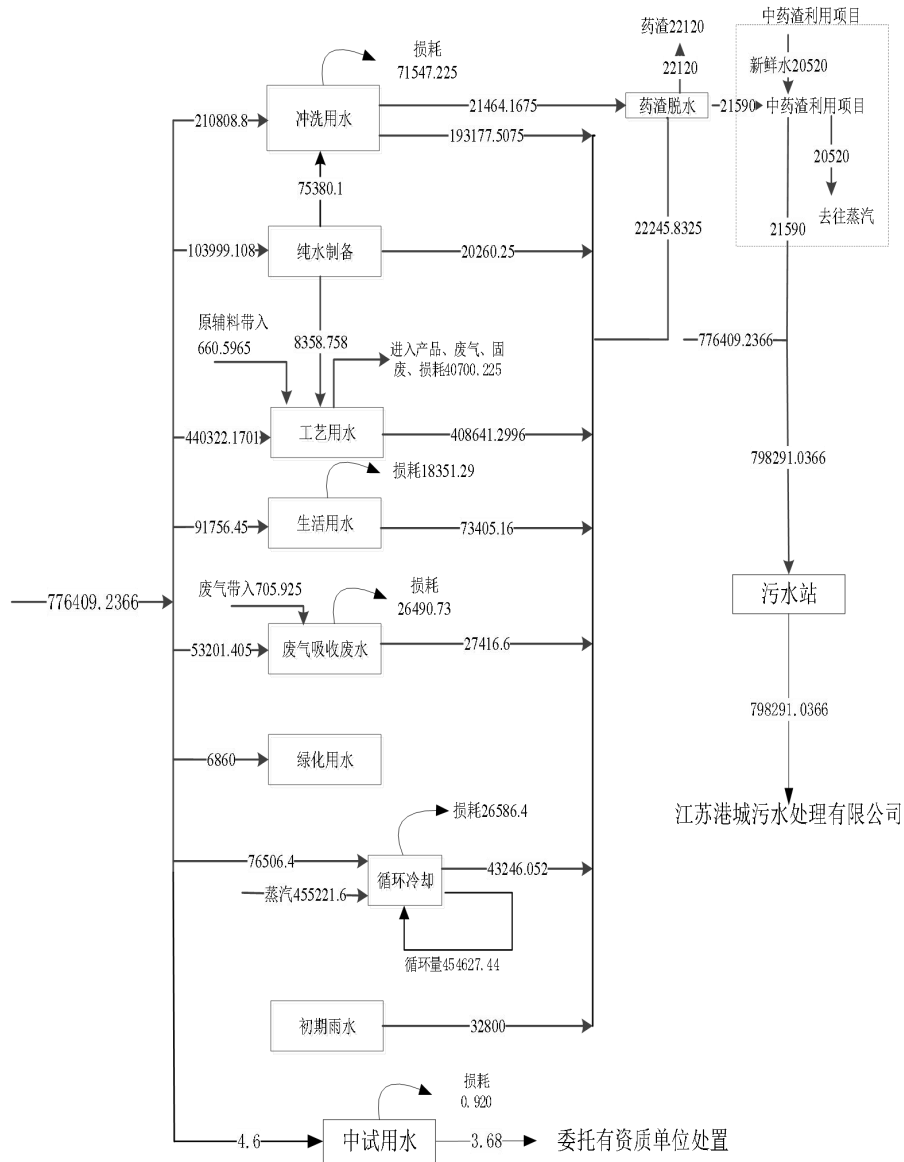 中药渣利用项目
药渣22120
损耗
71547.225
22120
新鲜水20520
210808.8
冲洗用水
21464.1675
药渣脱水
21590
中药渣利用项目
193177.5075
20520
75380.1
去往蒸汽
22245.8325
21590
103999.108
纯水制备
20260.25
原辅料带入
660.5965
8358.758
进入产品、废气、固
废、损耗40700.225
776409.2366
440322.1701
工艺用水
408641.2996
798291.0366
损耗18351.29
91756.45
生活用水
73405.16
776409.2366
废气带入705.925
损耗
26490.73
污水站
53201.405
废气吸收废水
27416.6
798291.0366
6860
绿化用水
损耗26586.4
江苏港城污水处理有限公司
76506.4
循环冷却
43246.052
蒸汽455221.6
循环量454627.44
初期雨水
32800
损耗
0.920
4.6
中试用水
3.68
委托有资质单位处置